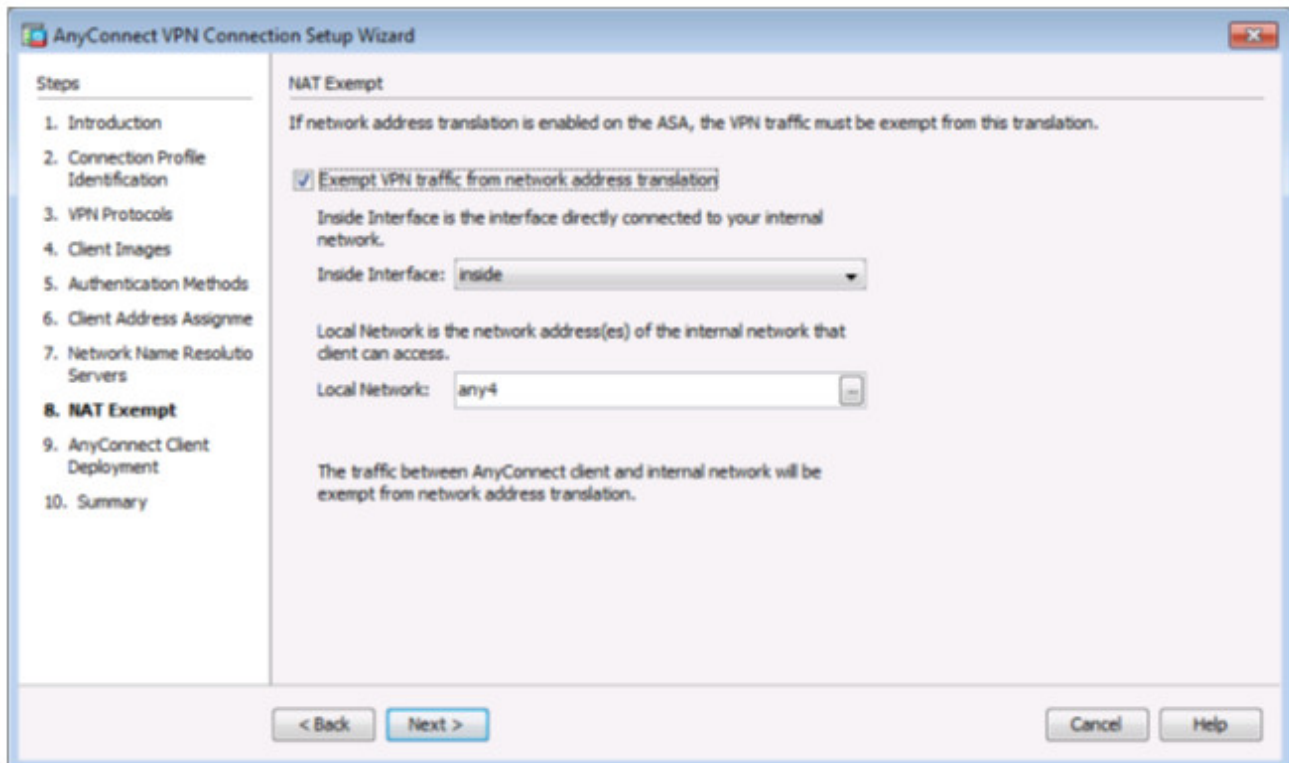 AnyConnect VPN Connection Setup Wizard
Steps
1. Introduction
2. Connection Profile
Identification
3. VPN Protocols
4. Client Images
5. Authentication Methods
6. Client Address Assignme
7. Network Name Resolutio
Servers
8. NAT Exempt
9. AnyConnect Client
Deployment
10. Summary
NAT Exempt
If network address translation is enabled on the ASA, the VPN traffic must be exempt from this translation.
Exempt VPN traffic from network address translation
Inside Interface is the interface directly connected to your internal
network.
Inside Interface: inside
Local Network is the network address(es) of the internal network that
client can access.
Local Network: any4 ...
The traffic between AnyConnect client and internal network will be
exempt from network address translation.
< Back Next > Cancel Help